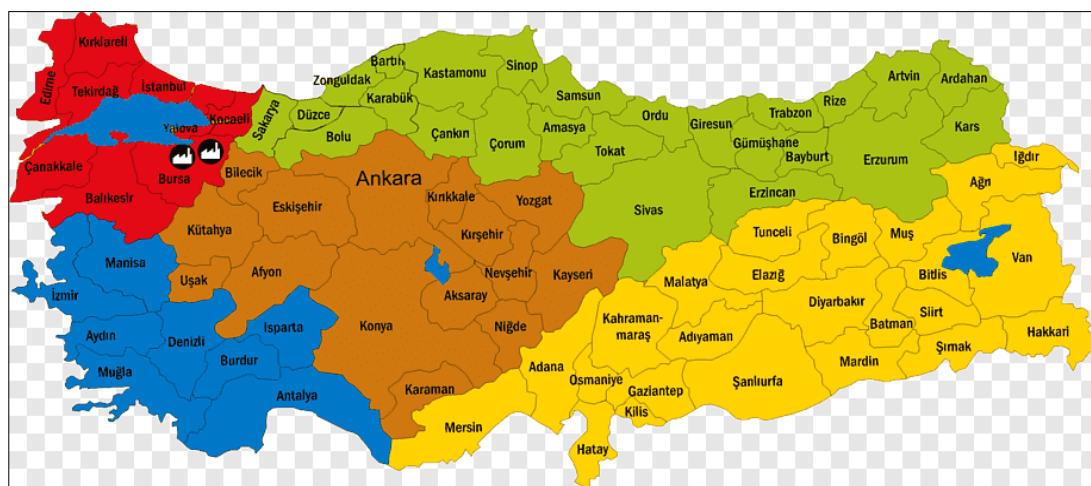 Kırklareli
Edirne
Tekirdağ
İstanbul
Yalova
Kocaeli
Çanakkale
Bursa
Balıkesir
Sakarya
Düzce
Bolu
Zonguldak
Bartın
Karabük
Kastamonu
Çankırı
Sinop
Çorum
Samsun
Amasya
Tokat
Ordu
Giresun
Sivas
Gümüşhane
Trabzon
Bayburt
Rize
Erzincan
Erzurum
Artvin
Ardahan
Kars
Bilecik
Eskişehir
Ankara
Kırıkkale
Yozgat
Kütahya
Kırşehir
Uşak
Afyon
Nevşehir
Kayseri
Aksaray
Konya
Niğde
Karaman
Manisa
İzmir
Aydın
Denizli
Isparta
Burdur
Muğla
Antalya
Iğdır
Ağrı
Tunceli
Bingöl
Muş
Van
Elazığ
Bitlis
Malatya
Diyarbakır
Siirt
Batman
Kahraman-
maraş
Adıyaman
Hakkari
Şırnak
Mardin
Adana
Osmaniye
Gaziantep
Şanlıurfa
Kilis
Mersin
Hatay